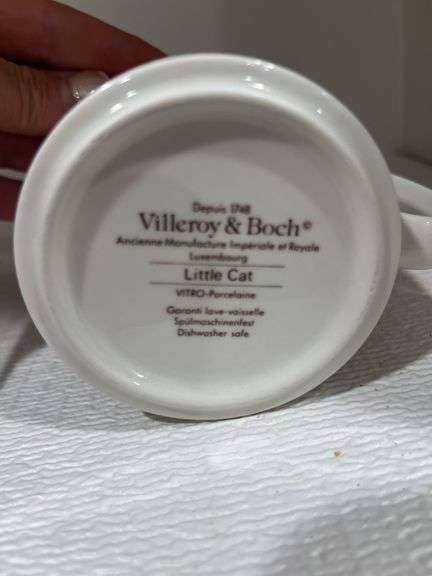 Depuis 1748
Villeroy & Boch©
Ancienne Manufacture Impériale et Royale
Luxembourg
Little Cat
VITRO-Porcelaine
Garanti lave-vaisselle
Spülmaschinenfest
Dishwasher safe